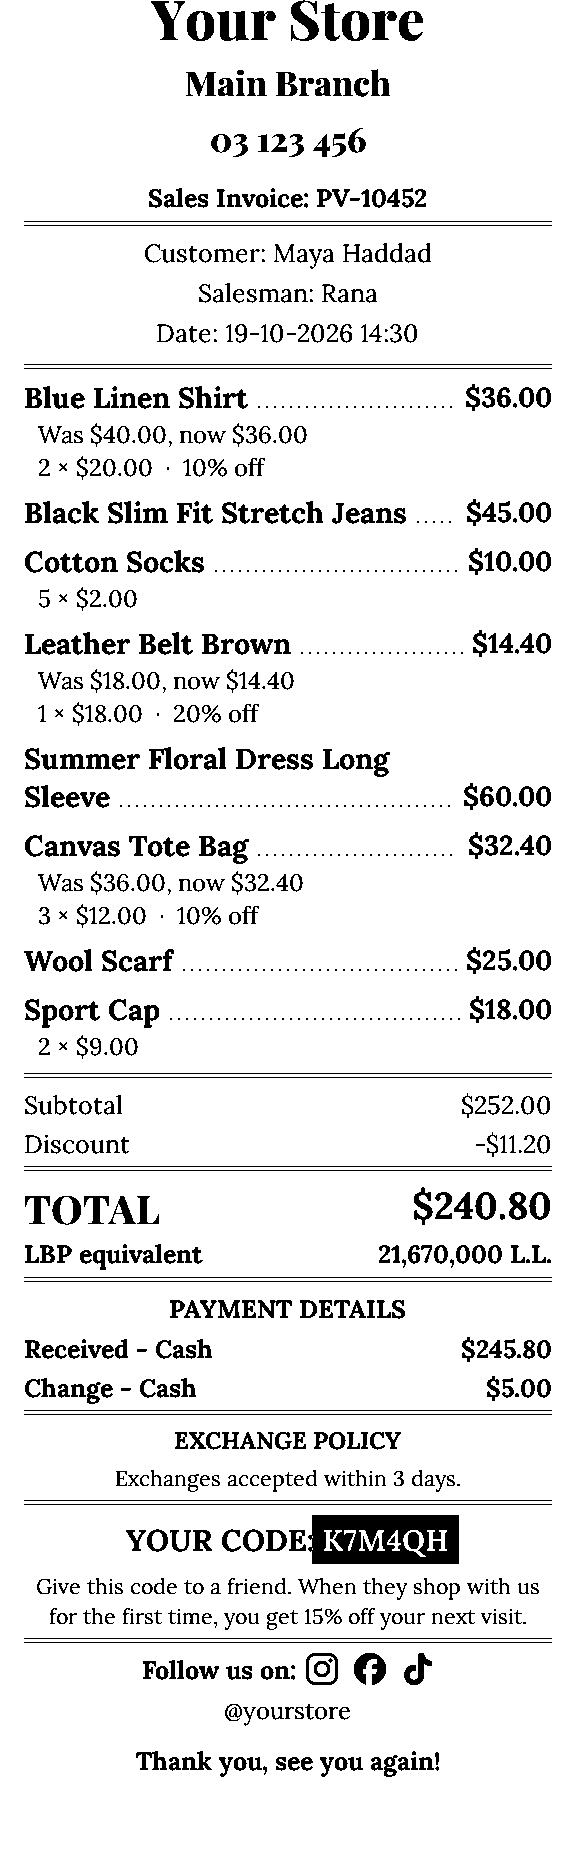 Your Store
Main Branch
03 123 456
Sales Invoice: PV-10452
Customer: Maya Haddad
Salesman: Rana
Date: 19-10-2026 14:30
Blue Linen Shirt ........................ $36.00
Was $40.00, now $36.00
2 × $20.00 · 10% off
Black Slim Fit Stretch Jeans ..... $45.00
Cotton Socks .............................. $10.00
5 × $2.00
Leather Belt Brown .................... $14.40
Was $18.00, now $14.40
1 × $18.00 · 20% off
Summer Floral Dress Long
Sleeve ......................................... $60.00
Canvas Tote Bag ........................ $32.40
Was $36.00, now $32.40
3 × $12.00 · 10% off
Wool Scarf .................................. $25.00
Sport Cap .................................... $18.00
2 × $9.00
Subtotal $252.00
Discount -$11.20
TOTAL $240.80
LBP equivalent 21,670,000 L.L.
PAYMENT DETAILS
Received - Cash $245.80
Change - Cash $5.00
EXCHANGE POLICY
Exchanges accepted within 3 days.
YOUR CODE: K7M4QH
Give this code to a friend. When they shop with us
for the first time, you get 15% off your next visit.
Follow us on:
@yourstore
Thank you, see you again!